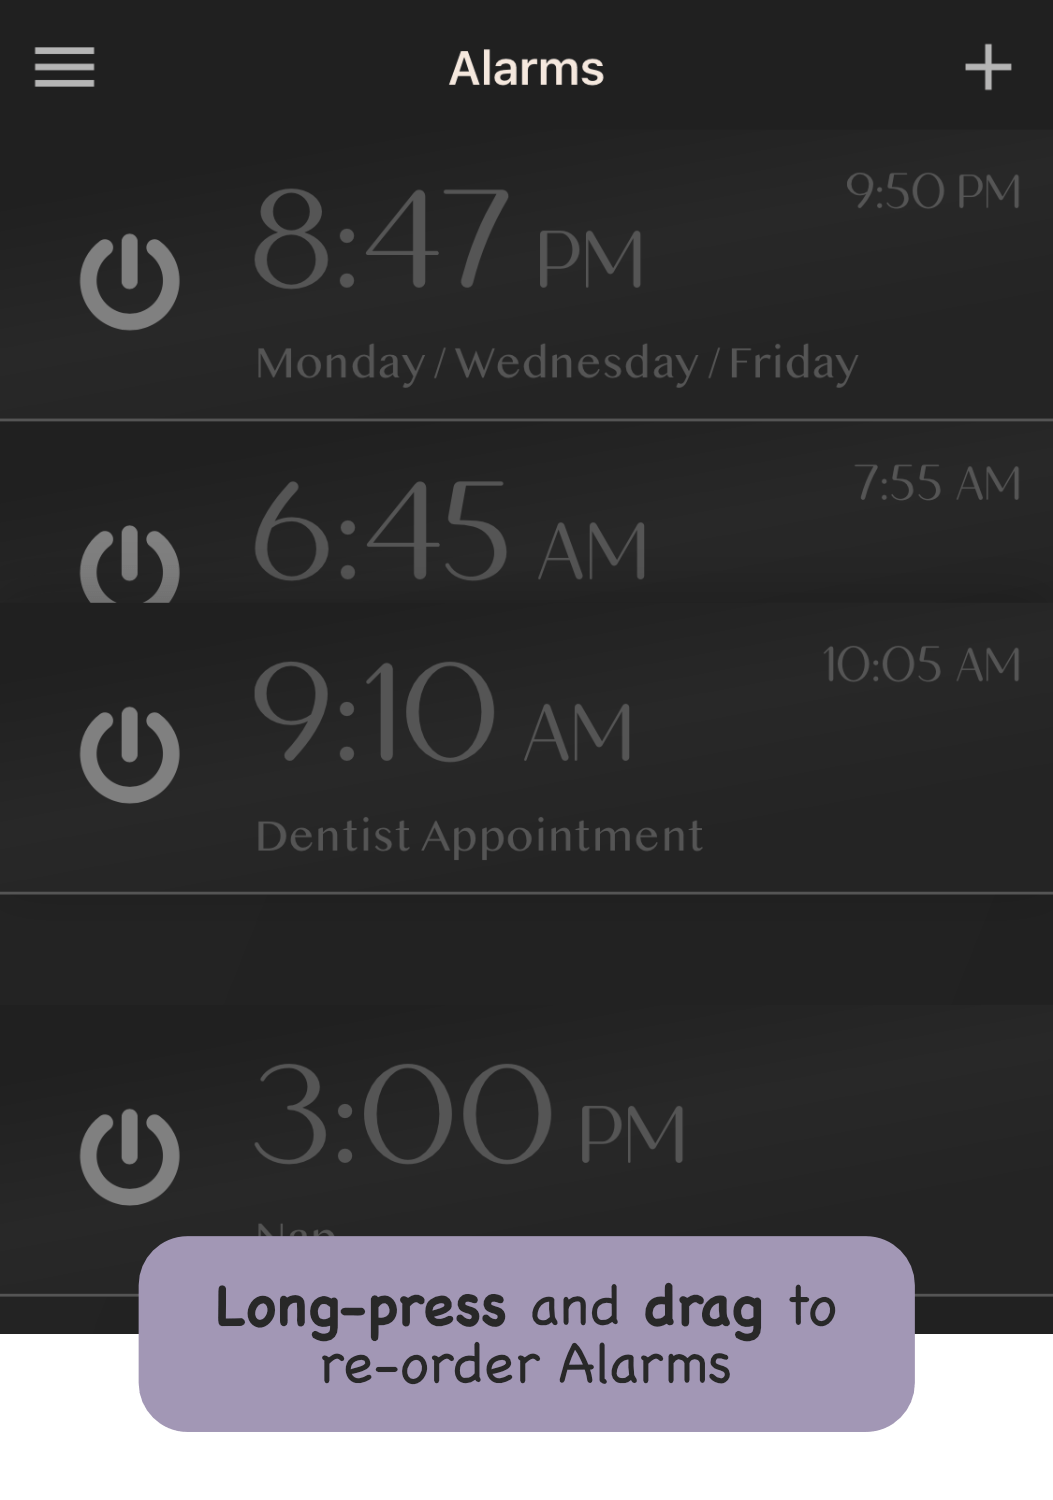 Alarms
8:47 PM
9:50 PM
Monday / Wednesday / Friday
6:45 AM
7:55 AM
9:10 AM
10:05 AM
Dentist Appointment
3:00 PM
Nap
Long-press and drag to
re-order Alarms